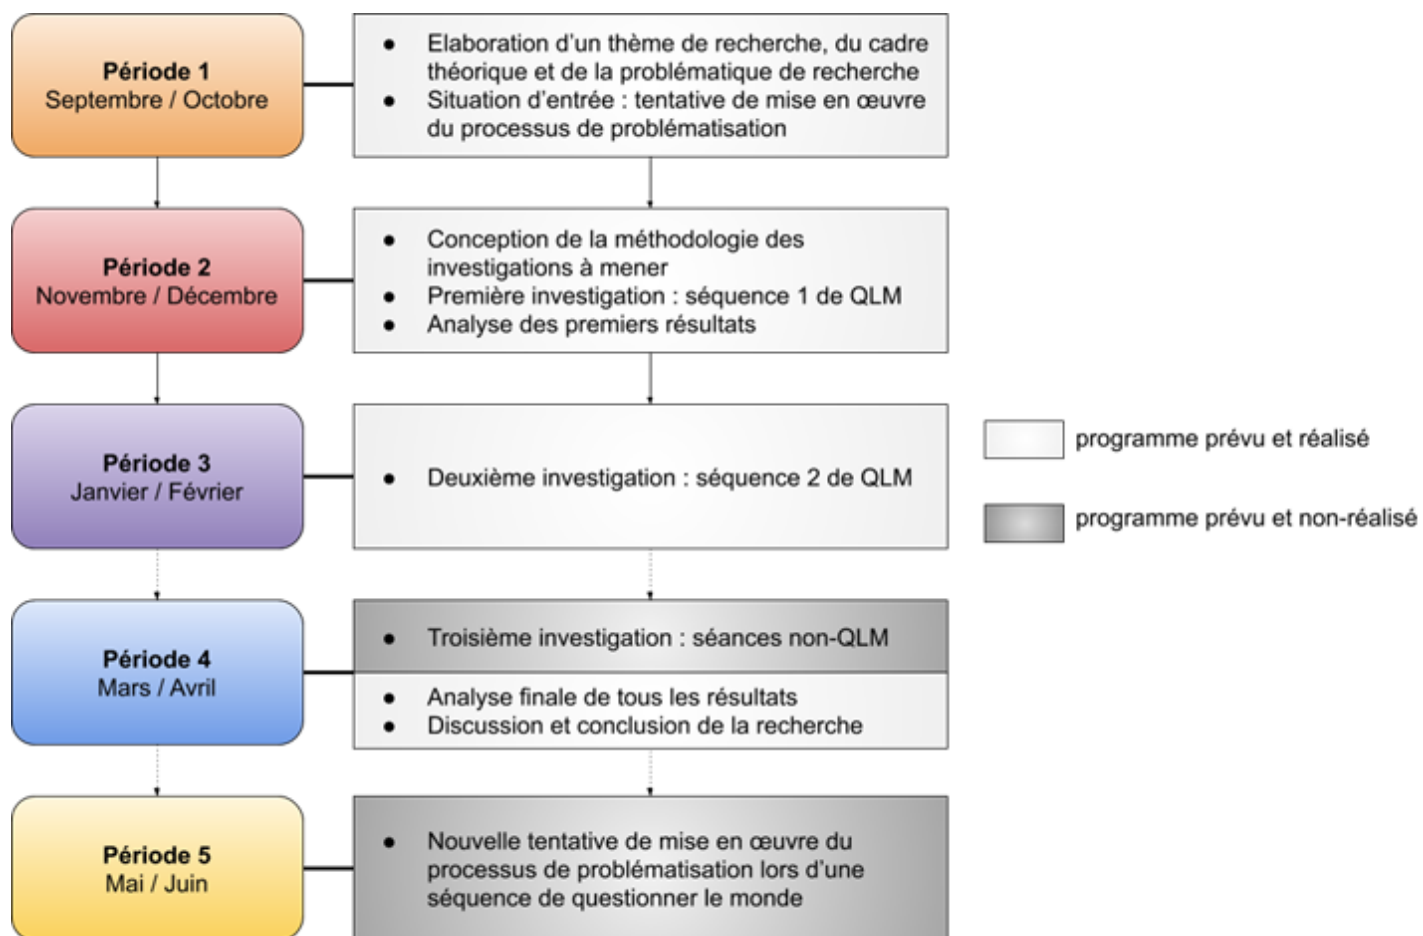 Période 1
Septembre / Octobre
● Elaboration d'un thème de recherche, du cadre
théorique et de la problématique de recherche
● Situation d'entrée : tentative de mise en œuvre
du processus de problématisation
Période 2
Novembre / Décembre
● Conception de la méthodologie des
investigations à mener
● Première investigation : séquence 1 de QLM
● Analyse des premiers résultats
Période 3
Janvier / Février
● Deuxième investigation : séquence 2 de QLM
programme prévu et réalisé
programme prévu et non-réalisé
Période 4
Mars / Avril
● Troisième investigation : séances non-QLM
● Analyse finale de tous les résultats
● Discussion et conclusion de la recherche
Période 5
Mai / Juin
● Nouvelle tentative de mise en œuvre du
processus de problématisation lors d'une
séquence de questionner le monde